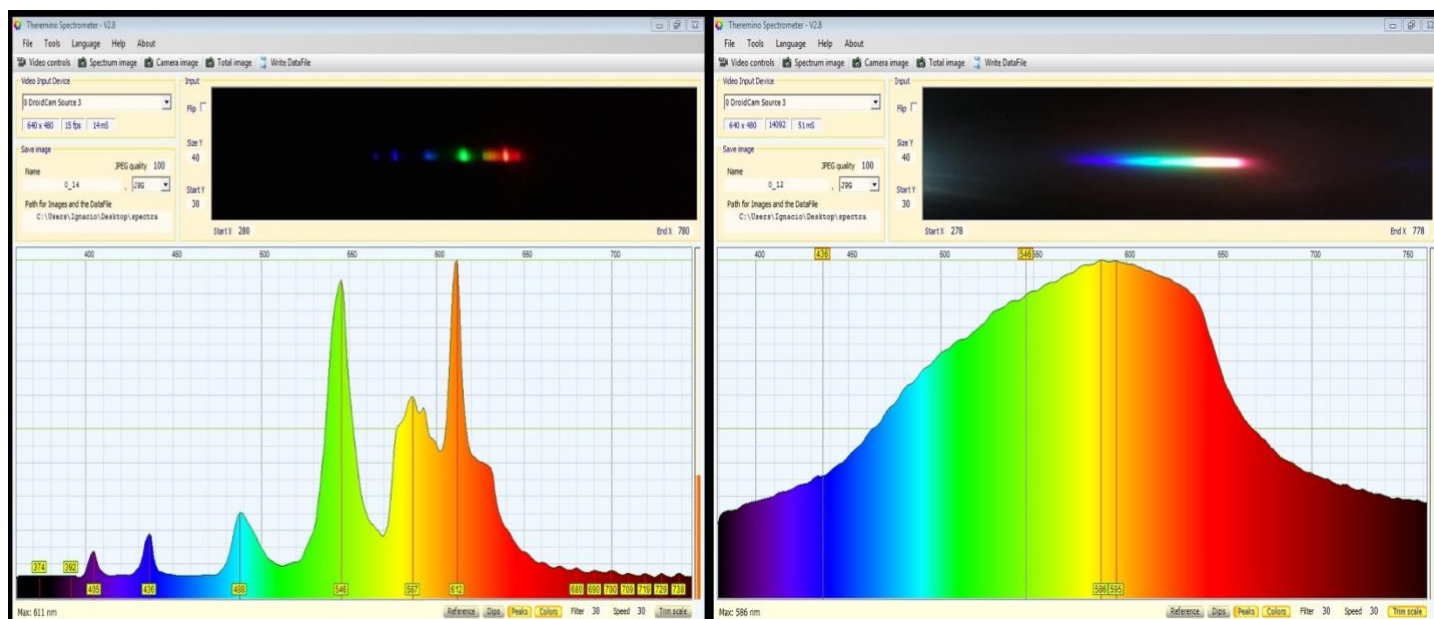 Theremino Spectrometer - V2.8
File Tools Language Help About
Video controls Spectrum image Camera image Total image Write DataFile
Video Input Device
0 DroidCam Source 3
640 x 480 15 fps 14mS
Save image
JPEG quality 100
Name
0_14 . JPG
Path for Images and the DataFile
C:\Users\Ignacio\Desktop\spectra
Input
Flip
Size Y
40
Start Y
30
Start X 280
End X 780
400 450 500 550 600 650 700
374 392
405 436 488 546 587 612 680 690 700 709 719 729 738
Max: 611 nm
Reference Dips Peaks Colors Filter 30 Speed 30 Trim scale
Theremino Spectrometer - V2.8
File Tools Language Help About
Video controls Spectrum image Camera image Total image Write DataFile
Video Input Device
0 DroidCam Source 3
640 x 480 14092 51mS
Save image
JPEG quality 100
Name
0_12 . JPG
Path for Images and the DataFile
C:\Users\Ignacio\Desktop\spectra
Input
Flip
Size Y
40
Start Y
30
Start X 278
End X 778
400 436 450 500 546 550 600 650 700 750
586 595
Max: 586 nm
Reference Dips Peaks Colors Filter 30 Speed 30 Trim scale